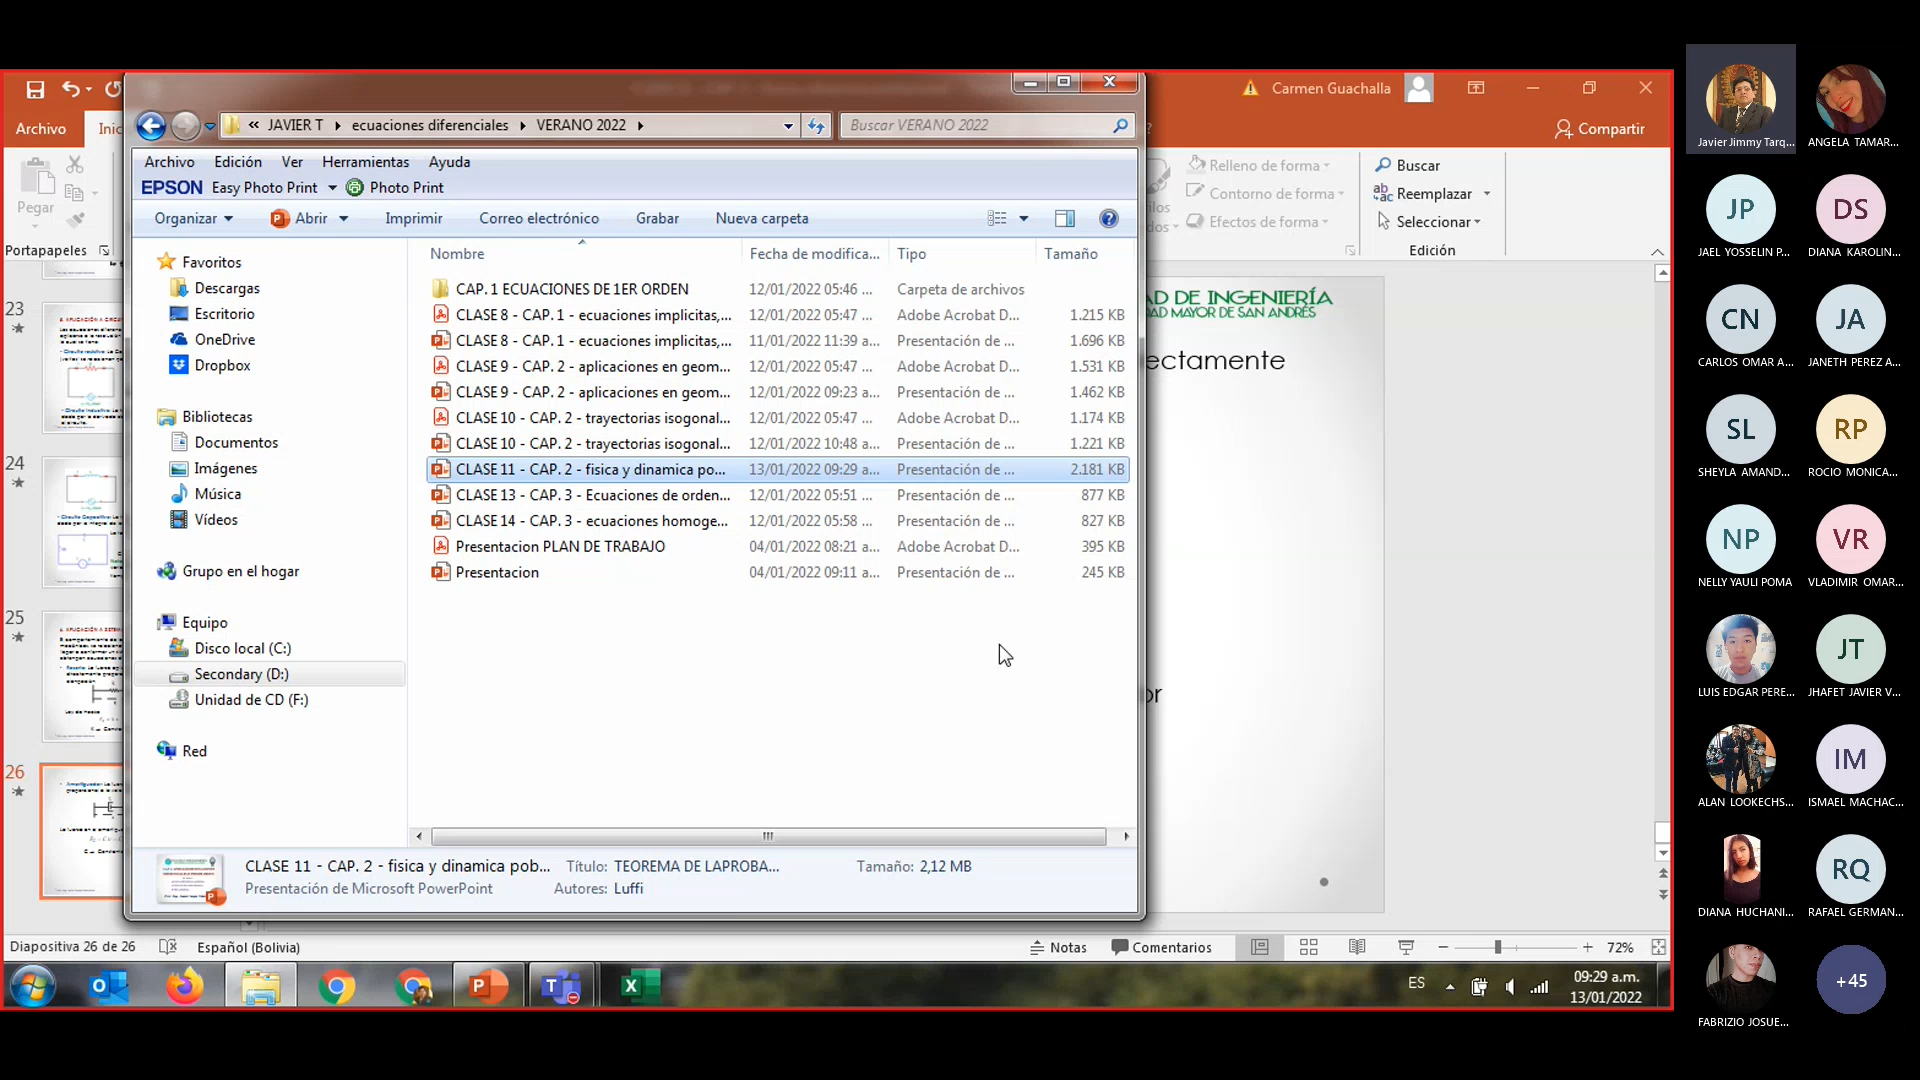 Carmen Guachalla
Archivo
Inic
Compartir
« JAVIER T ▸ ecuaciones diferenciales ▸ VERANO 2022 ▸
Buscar VERANO 2022
Archivo Edición Ver Herramientas Ayuda
EPSON Easy Photo Print Photo Print
Organizar Abrir Imprimir Correo electrónico Grabar Nueva carpeta
Pegar
Portapapeles
Relleno de forma
Contorno de forma
Efectos de forma
Buscar
Reemplazar
Seleccionar
Edición
Nombre Fecha de modifica... Tipo Tamaño
CAP. 1 ECUACIONES DE 1ER ORDEN 12/01/2022 05:46 ... Carpeta de archivos
CLASE 8 - CAP. 1 - ecuaciones implicitas,... 12/01/2022 05:47 ... Adobe Acrobat D... 1.215 KB
CLASE 8 - CAP. 1 - ecuaciones implicitas,... 11/01/2022 11:39 a... Presentación de ... 1.696 KB
CLASE 9 - CAP. 2 - aplicaciones en geom... 12/01/2022 05:47 ... Adobe Acrobat D... 1.531 KB
CLASE 9 - CAP. 2 - aplicaciones en geom... 12/01/2022 09:23 a... Presentación de ... 1.462 KB
CLASE 10 - CAP. 2 - trayectorias isogonal... 12/01/2022 05:47 ... Adobe Acrobat D... 1.174 KB
CLASE 10 - CAP. 2 - trayectorias isogonal... 12/01/2022 10:48 a... Presentación de ... 1.221 KB
CLASE 11 - CAP. 2 - fisica y dinamica po... 13/01/2022 09:29 a... Presentación de ... 2.181 KB
CLASE 13 - CAP. 3 - Ecuaciones de orden... 12/01/2022 05:51 ... Presentación de ... 877 KB
CLASE 14 - CAP. 3 - ecuaciones homoge... 12/01/2022 05:58 ... Presentación de ... 827 KB
Presentacion PLAN DE TRABAJO 04/01/2022 08:21 a... Adobe Acrobat D... 395 KB
Presentacion 04/01/2022 09:11 a... Presentación de ... 245 KB
Favoritos
Descargas
Escritorio
OneDrive
Dropbox
Bibliotecas
Documentos
Imágenes
Música
Vídeos
Grupo en el hogar
Equipo
Disco local (C:)
Secondary (D:)
Unidad de CD (F:)
Red
CLASE 11 - CAP. 2 - fisica y dinamica pob... Título: TEOREMA DE LAPROBA... Tamaño: 2,12 MB
Presentación de Microsoft PowerPoint Autores: Luffi
23
24
25
26
AD DE INGENIERÍA
DAD MAYOR DE SAN ANDRÉS
ectamente
or
Diapositiva 26 de 26 Español (Bolivia) Notas Comentarios 72%
ES
09:29 a.m.
13/01/2022
Javier Jimmy Tarq...
ANGELA TAMAR...
JP
JAEL YOSSELIN P...
DS
DIANA KAROLIN...
CN
CARLOS OMAR A...
JA
JANETH PEREZ A...
SL
SHEYLA AMAND...
RP
ROCIO MONICA...
NP
NELLY YAULI POMA
VR
VLADIMIR OMAR...
LUIS EDGAR PERE...
JT
JHAFET JAVIER V...
ALAN LOOKECHS...
IM
ISMAEL MACHAC...
DIANA HUCHANI...
RQ
RAFAEL GERMAN...
FABRIZIO JOSUE...
+45